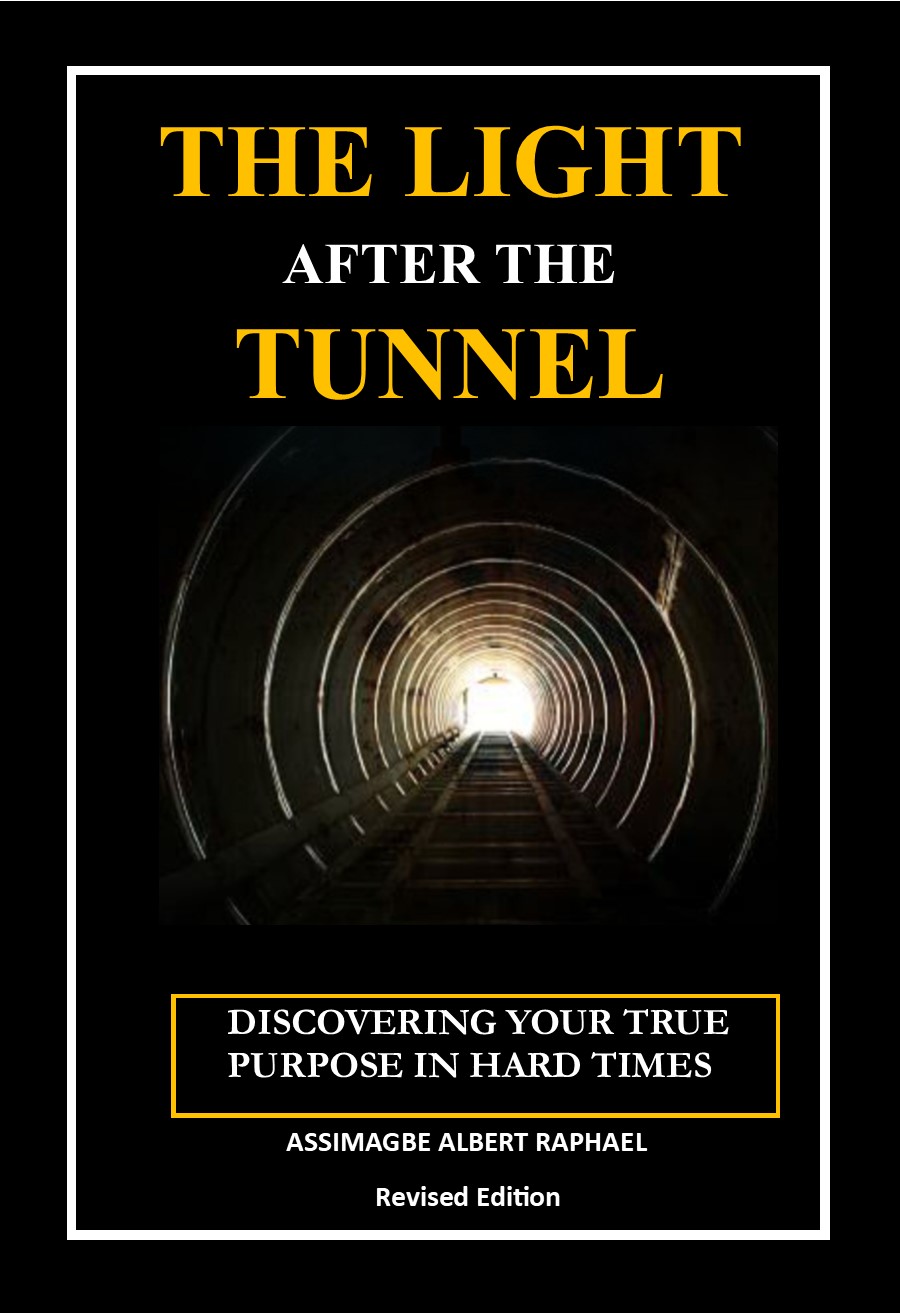 THE LIGHT
AFTER THE
TUNNEL
DISCOVERING YOUR TRUE
PURPOSE IN HARD TIMES
ASSIMAGBE ALBERT RAPHAEL
Revised Edition